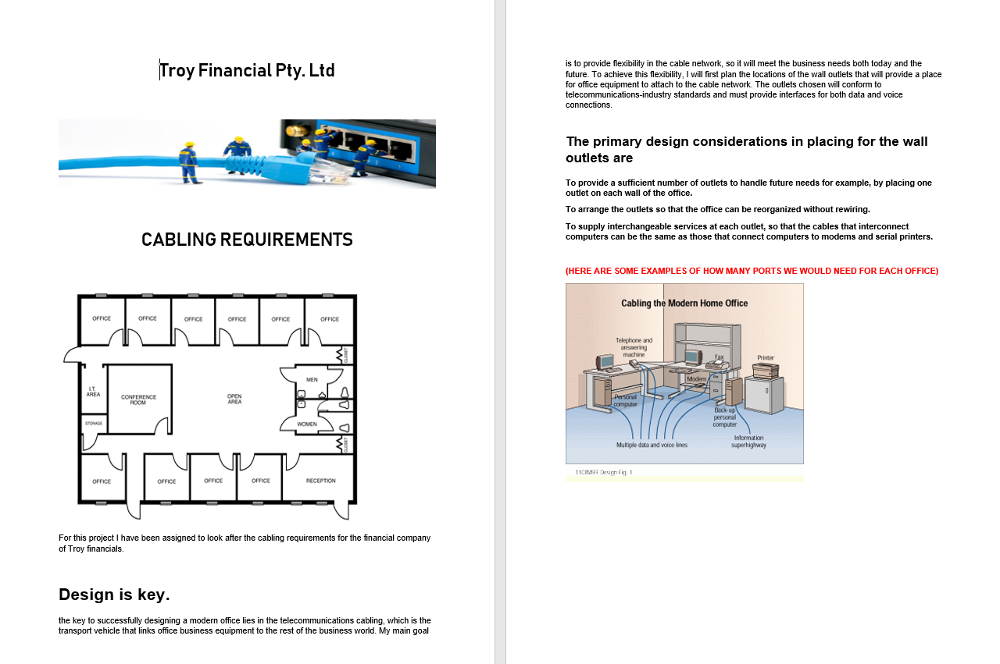 Troy Financial Pty. Ltd
CABLING REQUIREMENTS
OFFICE
OFFICE
OFFICE
OFFICE
OFFICE
OFFICE
CLOSET
I.T.
AREA
CONFERENCE
ROOM
OPEN
AREA
MEN
STORAGE
WOMEN
CLOSET
OFFICE
OFFICE
OFFICE
OFFICE
RECEPTION
For this project I have been assigned to look after the cabling requirements for the financial company
of Troy financials.
Design is key.
the key to successfully designing a modern office lies in the telecommunications cabling, which is the
transport vehicle that links office business equipment to the rest of the business world. My main goal
is to provide flexibility in the cable network, so it will meet the business needs both today and the
future. To achieve this flexibility, I will first plan the locations of the wall outlets that will provide a place
for office equipment to attach to the cable network. The outlets chosen will conform to
telecommunications-industry standards and must provide interfaces for both data and voice
connections.
The primary design considerations in placing for the wall
outlets are
To provide a sufficient number of outlets to handle future needs for example, by placing one
outlet on each wall of the office.
To arrange the outlets so that the office can be reorganized without rewiring.
To supply interchangeable services at each outlet, so that the cables that interconnect
computers can be the same as those that connect computers to modems and serial printers.
(HERE ARE SOME EXAMPLES OF HOW MANY PORTS WE WOULD NEED FOR EACH OFFICE)
Cabling the Modern Home Office
Telephone and
answering
machine
Fax
Printer
Modem
Personal
computer
Back-up
personal
computer
Information
superhighway
Multiple data and voice lines
Design Fig. 1